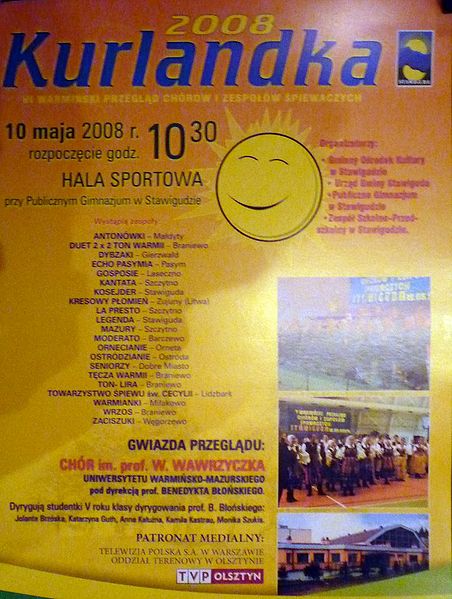 2008
Kurlandka
VI WARMIŃSKI PRZEGLĄD CHÓRÓW I ZESPOŁÓW ŚPIEWACZYCH
10 maja 2008 r.
rozpoczęcie godz. 10 30
HALA SPORTOWA
przy Publicznym Gimnazjum w Stawigudzie
Organizatorzy:
• Gminny Ośrodek Kultury
w Stawigudzie
• Urząd Gminy Stawiguda
• Publiczne Gimnazjum
w Stawigudzie
• Zespół Szkolno-Przed-
szkolny w Stawigudzie.
Wystąpią zespoły:
ANTONÓWKI – Małdyty
DUET 2 x 2 TON WARMII – Braniewo
DYBZAKI – Gierzwałd
ECHO PASYMIA – Pasym
GOSPOSIE – Laseczno
KANTATA – Szczytno
KOSEJDER – Stawiguda
KRESOWY PŁOMIEŃ – Zujuny (Litwa)
LA PRESTO – Szczytno
LEGENDA – Stawiguda
MAZURY – Szczytno
MODERATO – Barczewo
ORNECIANIE – Orneta
OSTRÓDZIANIE – Ostróda
SENIORZY – Dobre Miasto
TĘCZA WARMII – Braniewo
TON- LIRA – Braniewo
TOWARZYSTWO ŚPIEWU św. CECYLII – Lidzbark
WARMIANKI – Miłakowo
WRZOS – Braniewo
ZACISZUKI – Węgorzewo
GWIAZDA PRZEGLĄDU:
CHÓR im. prof. W. WAWRZYCZKA
UNIWERSYTETU WARMIŃSKO-MAZURSKIEGO
pod dyrekcją prof. BENEDYKTA BŁOŃSKIEGO.
Dyrygują studentki V roku klasy dyrygowania prof. B. Błońskiego:
Jolanta Brzóska, Katarzyna Guth, Anna Kałużna, Kamila Kastrau, Monika Szukis.
PATRONAT MEDIALNY:
TELEWIZJA POLSKA S.A. W WARSZAWIE
ODDZIAŁ TERENOWY W OLSZTYNIE
TVP OLSZTYN